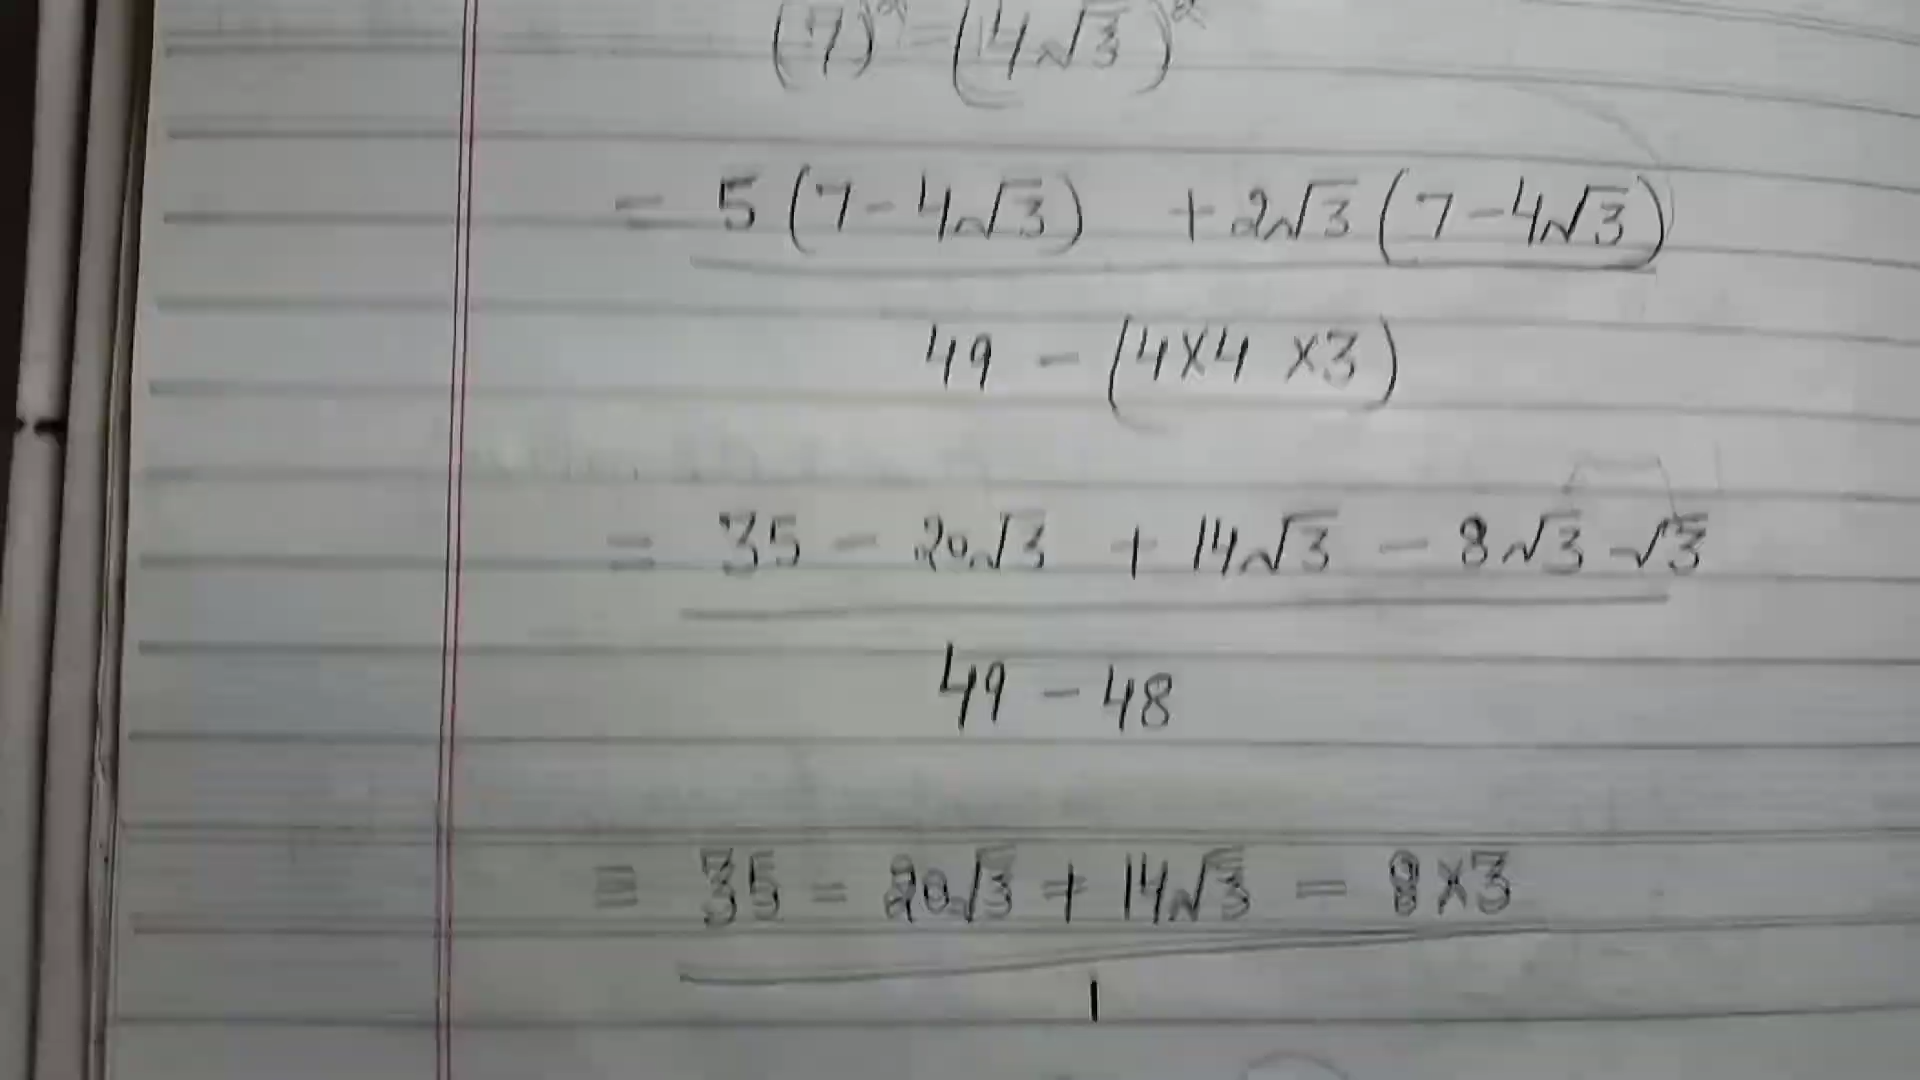 (7)² - (4√3)²
= 5(7-4√3) + 2√3(7-4√3)
49 - (4×4×3)
= 35 - 20√3 + 14√3 - 8√3 √3
49 - 48
= 35 - 20√3 + 14√3 - 8×3
1